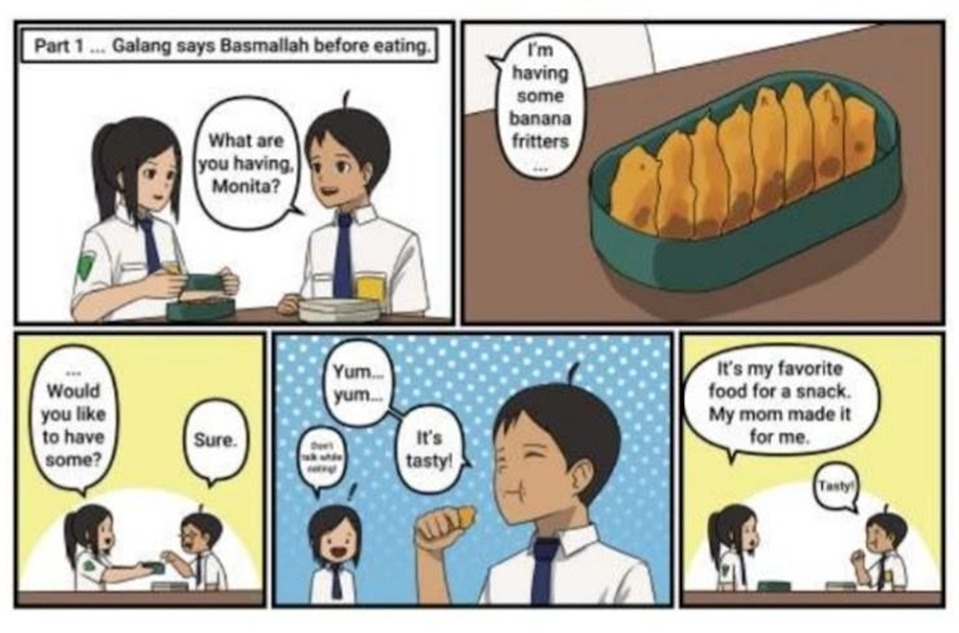 Part 1 ... Galang says Basmallah before eating.
What are
you having,
Monita?
I'm
having
some
banana
fritters
...
...
Would
you like
to have
some?
Sure.
Yum...
yum...
It's
tasty!
Don't
talk while
eating!
It's my favorite
food for a snack.
My mom made it
for me.
Tasty!